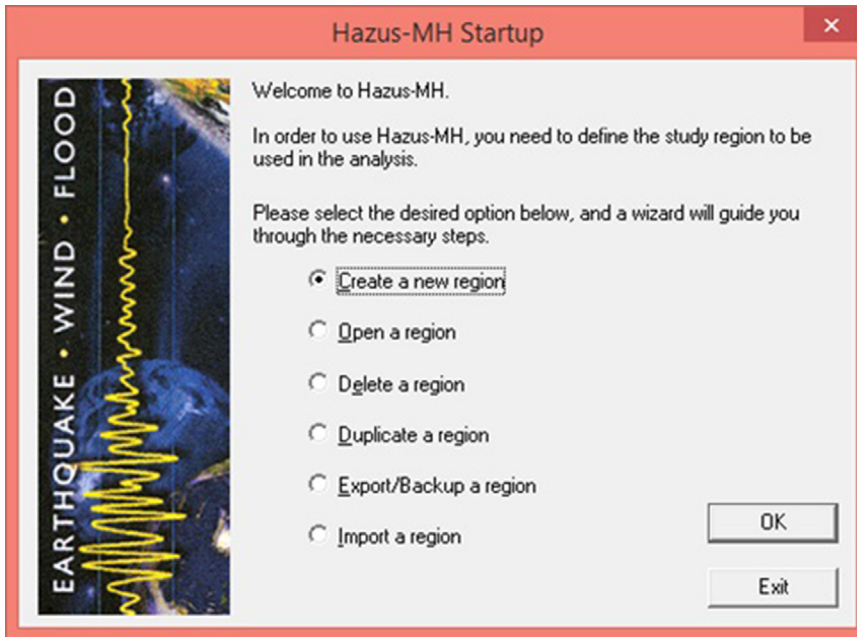 Hazus-MH Startup
EARTHQUAKE • WIND • FLOOD
Welcome to Hazus-MH.
In order to use Hazus-MH, you need to define the study region to be
used in the analysis.
Please select the desired option below, and a wizard will guide you
through the necessary steps.
Create a new region
Open a region
Delete a region
Duplicate a region
Export/Backup a region
Import a region
OK
Exit